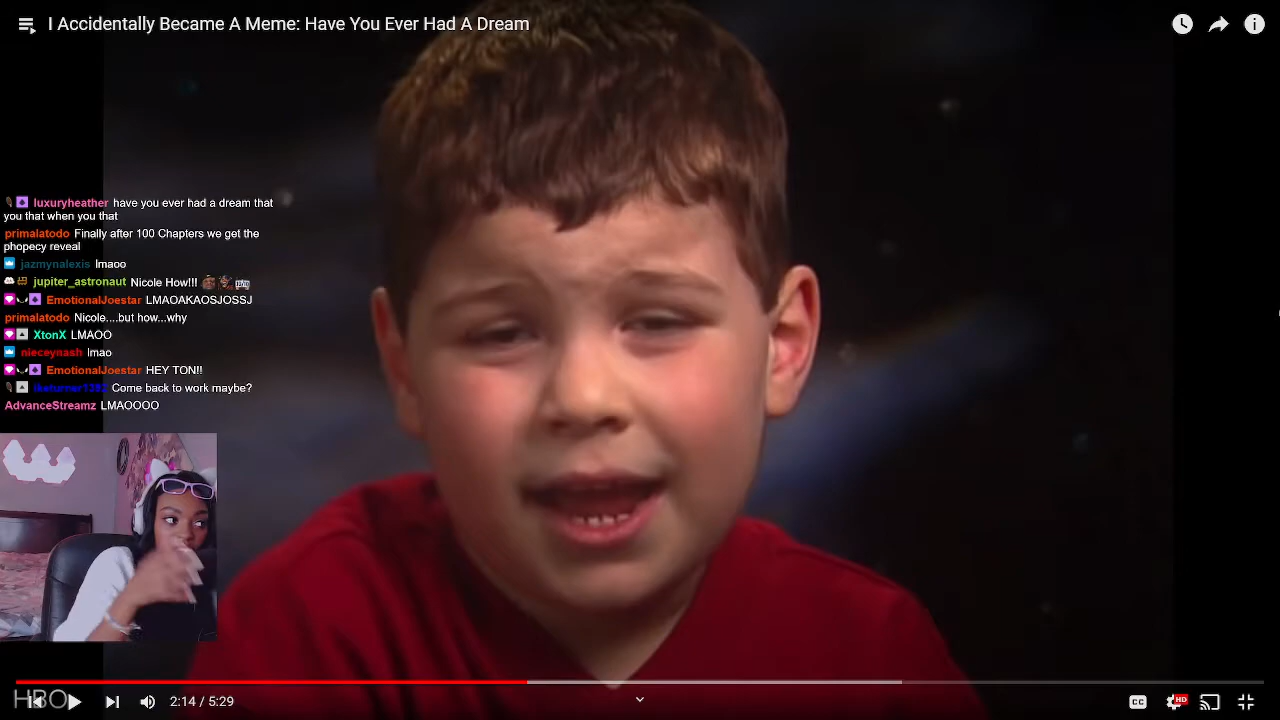 I Accidentally Became A Meme: Have You Ever Had A Dream
luxuryheather have you ever had a dream that
you that when you that
primalatodo Finally after 100 Chapters we get the
phopecy reveal
jazmynalexis lmaoo
jupiter_astronaut Nicole How!!!
EmotionalJoestar LMAOAKAOSJOSSJ
primalatodo Nicole....but how...why
XtonX LMAOO
nieceynash lmao
EmotionalJoestar HEY TON!!
Come back to work maybe?
AdvanceStreamz LMAOOOO
HBO
2:14 / 5:29
CC
HD